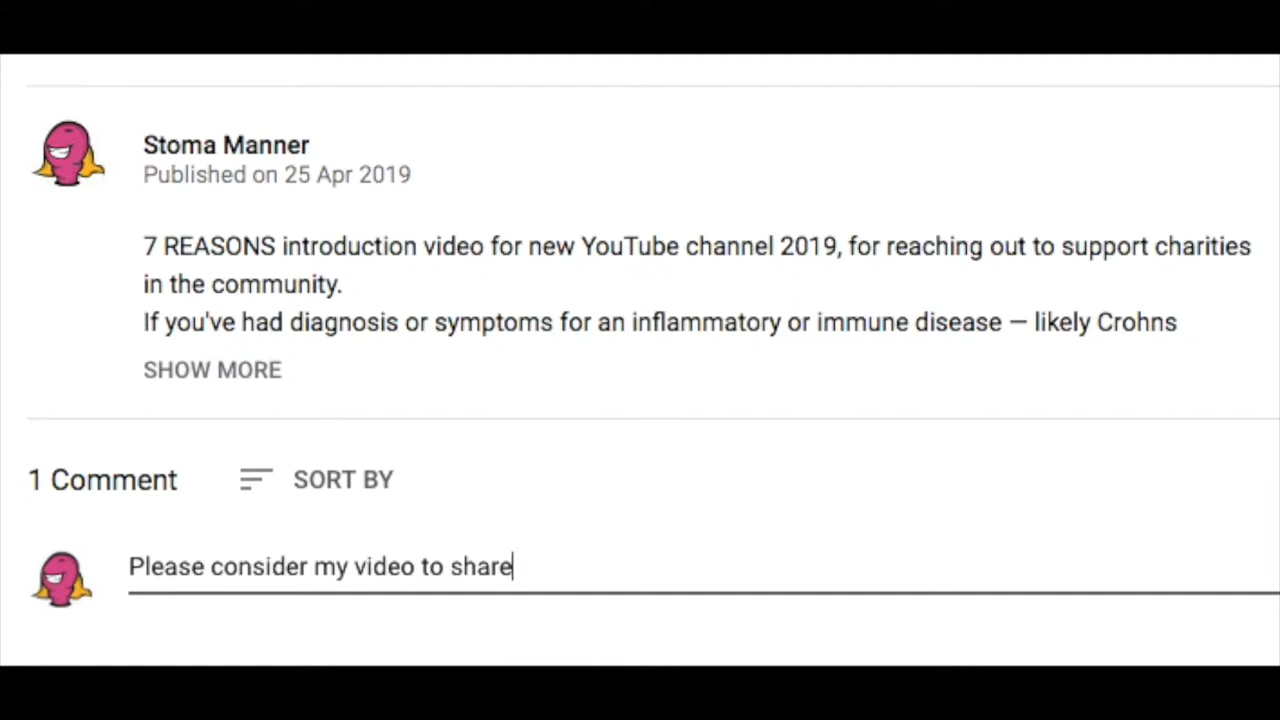 Stoma Manner
Published on 25 Apr 2019
7 REASONS introduction video for new YouTube channel 2019, for reaching out to support charities
in the community.
If you've had diagnosis or symptoms for an inflammatory or immune disease — likely Crohns
SHOW MORE
1 Comment SORT BY
Please consider my video to share